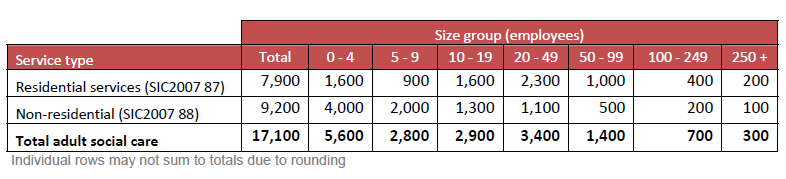 Size group (employees)
Service type Total 0 - 4 5 - 9 10 - 19 20 - 49 50 - 99 100 - 249 250 +
Residential services (SIC2007 87) 7,900 1,600 900 1,600 2,300 1,000 400 200
Non-residential (SIC2007 88) 9,200 4,000 2,000 1,300 1,100 500 200 100
Total adult social care 17,100 5,600 2,800 2,900 3,400 1,400 700 300
Individual rows may not sum to totals due to rounding